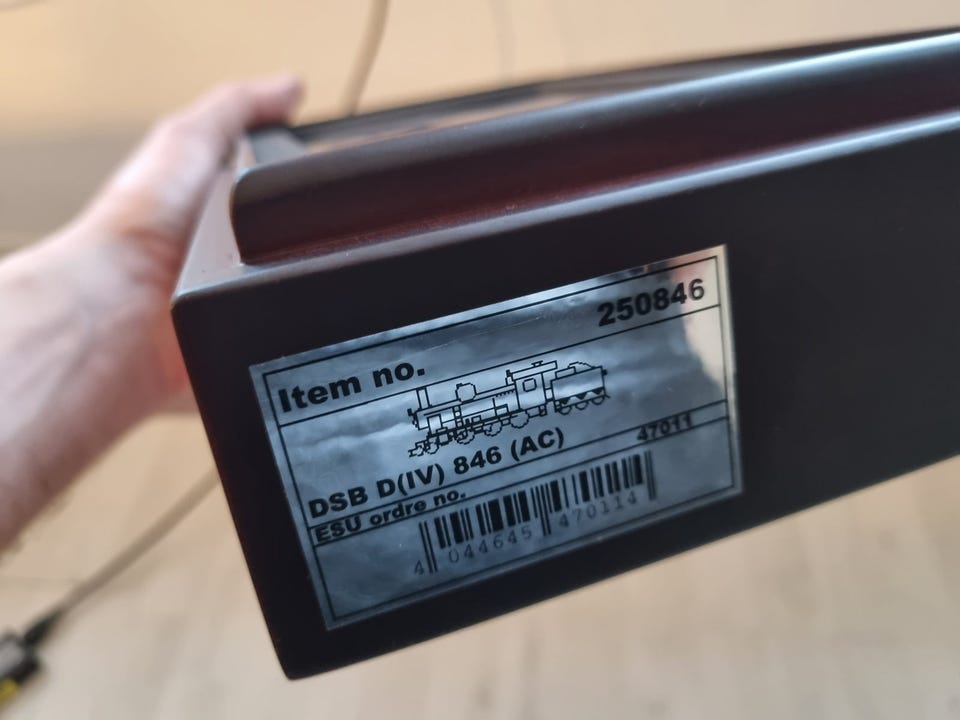 Item no. 250846
DSB D(IV) 846 (AC)
ESU ordre no. 47011
4 044645 470114